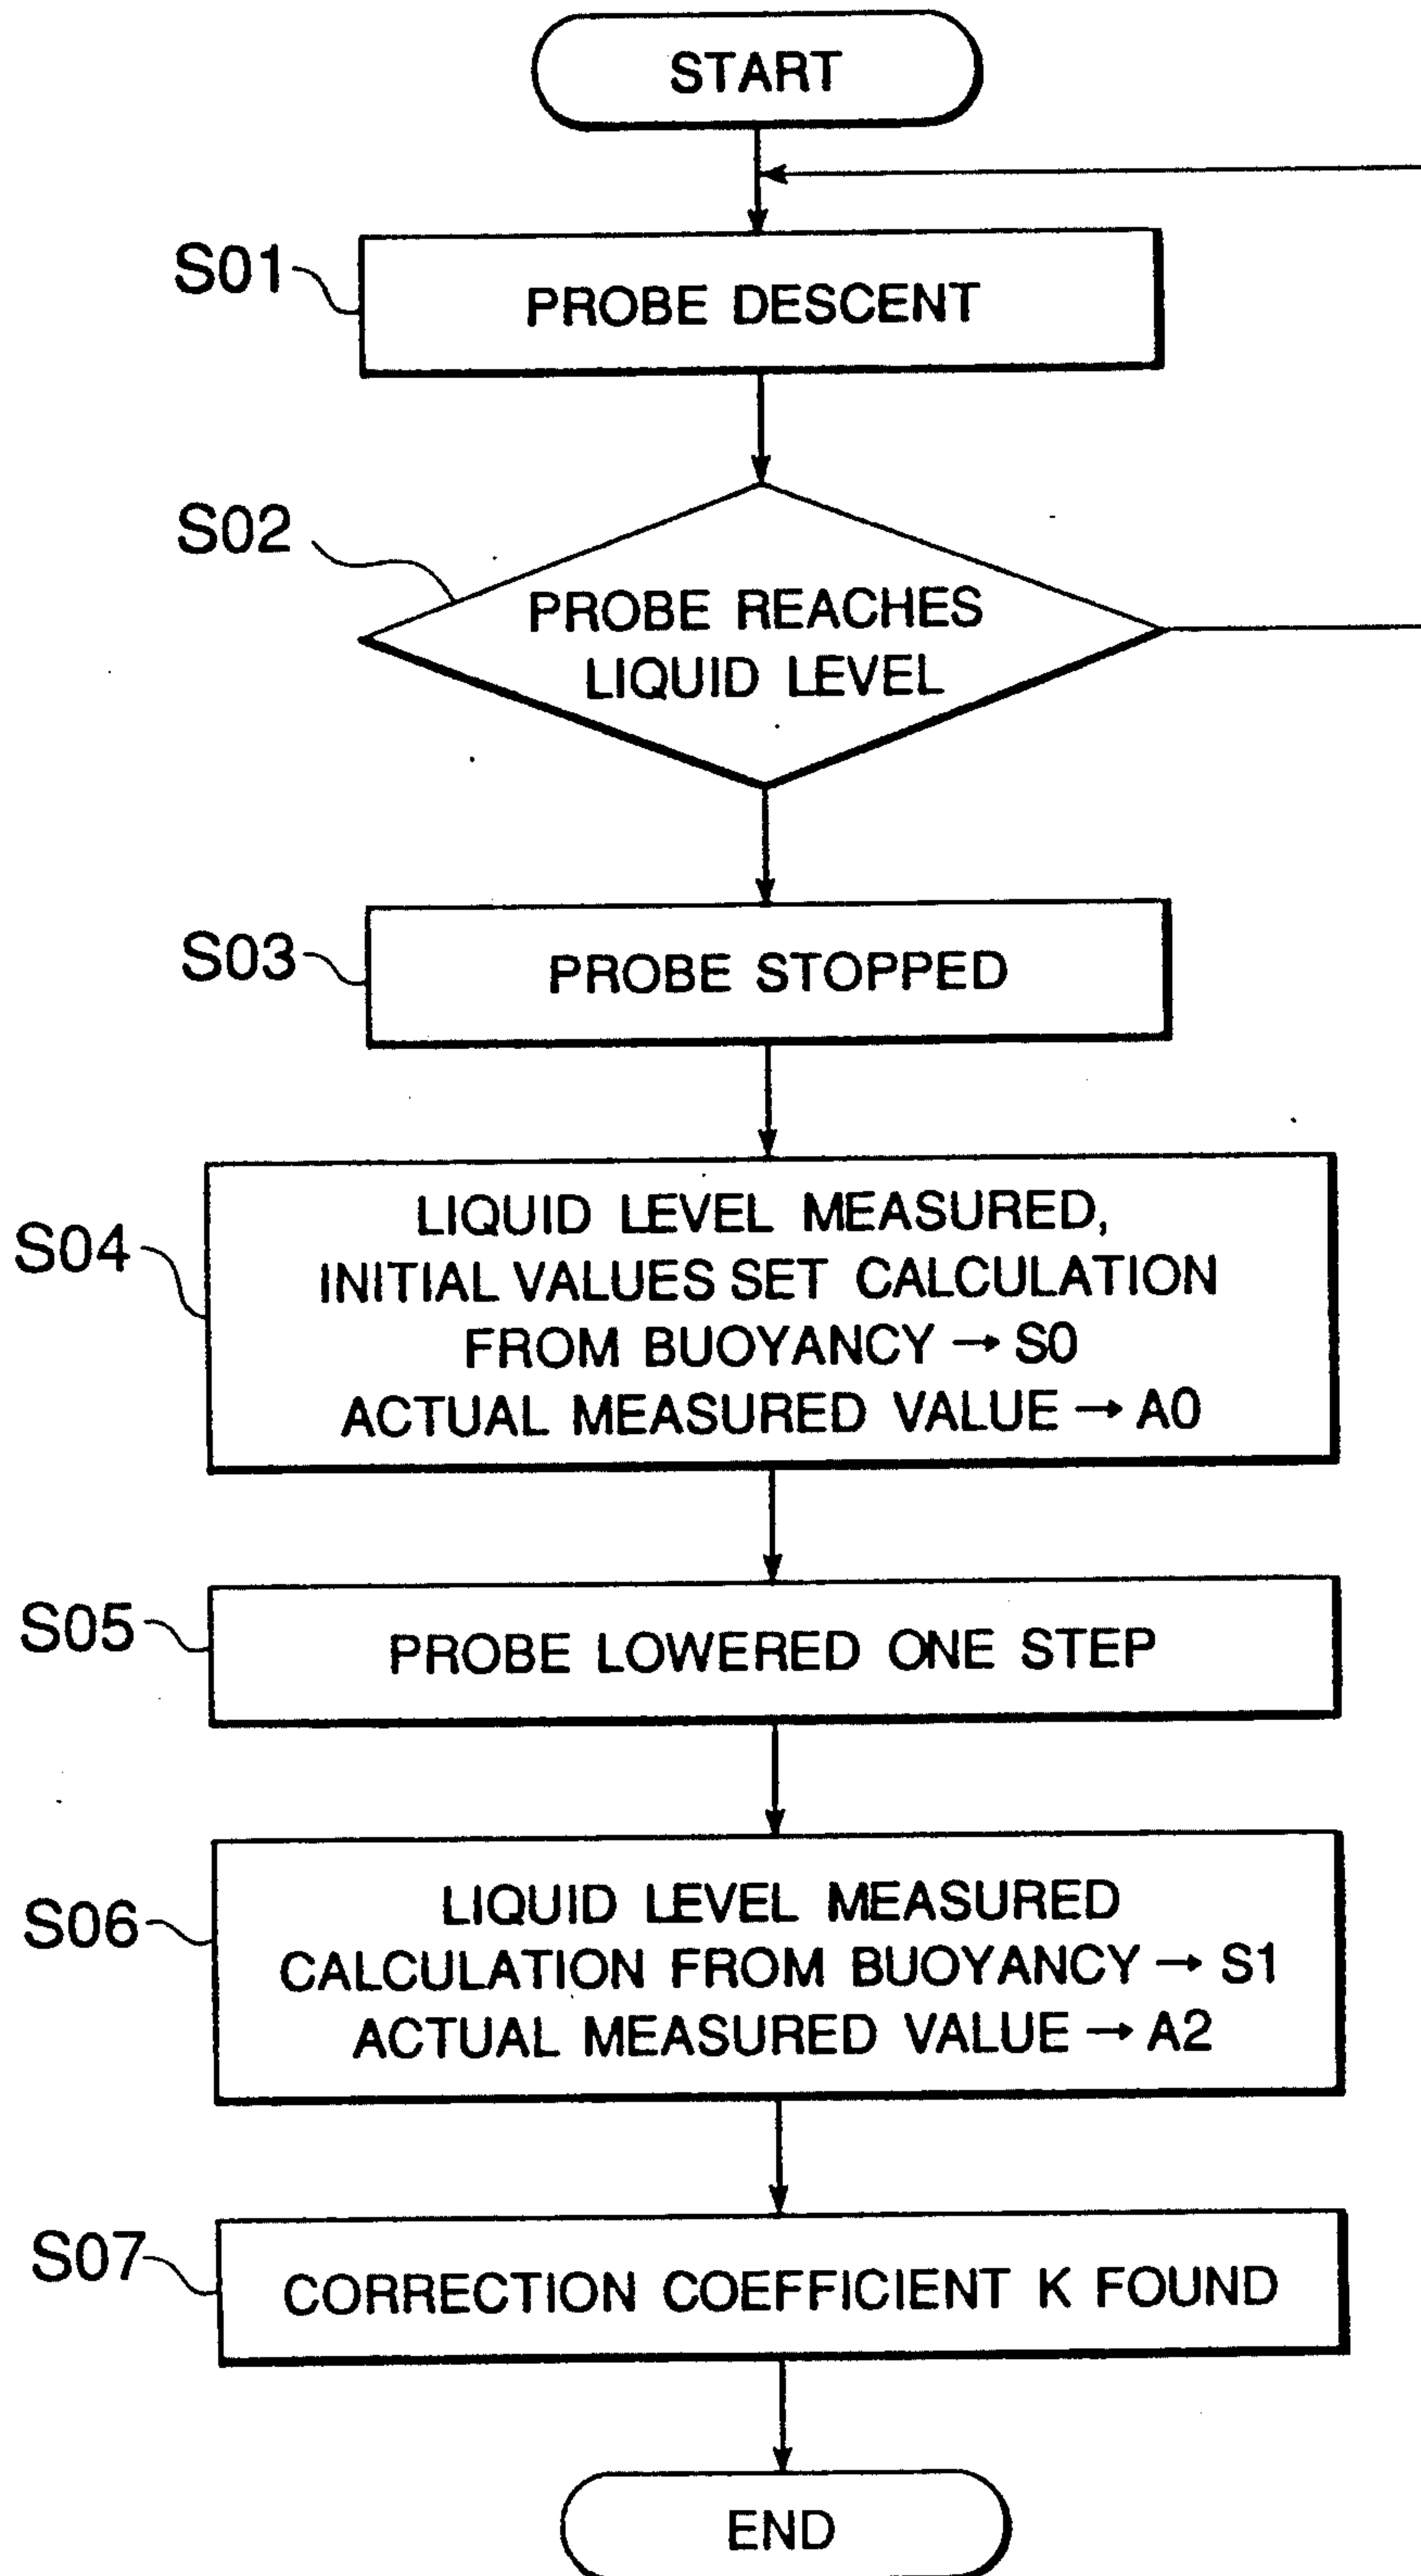 START
S01
PROBE DESCENT
S02
PROBE REACHES
LIQUID LEVEL
S03
PROBE STOPPED
S04
LIQUID LEVEL MEASURED,
INITIAL VALUES SET CALCULATION
FROM BUOYANCY → S0
ACTUAL MEASURED VALUE → A0
S05
PROBE LOWERED ONE STEP
S06
LIQUID LEVEL MEASURED
CALCULATION FROM BUOYANCY → S1
ACTUAL MEASURED VALUE → A2
S07
CORRECTION COEFFICIENT K FOUND
END